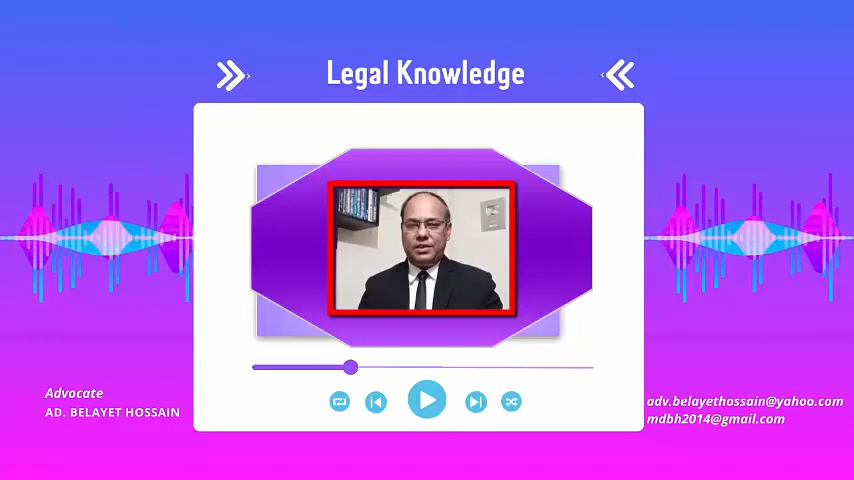 Legal Knowledge
Advocate
AD. BELAYET HOSSAIN
adv.belayethossain@yahoo.com
mdbh2014@gmail.com